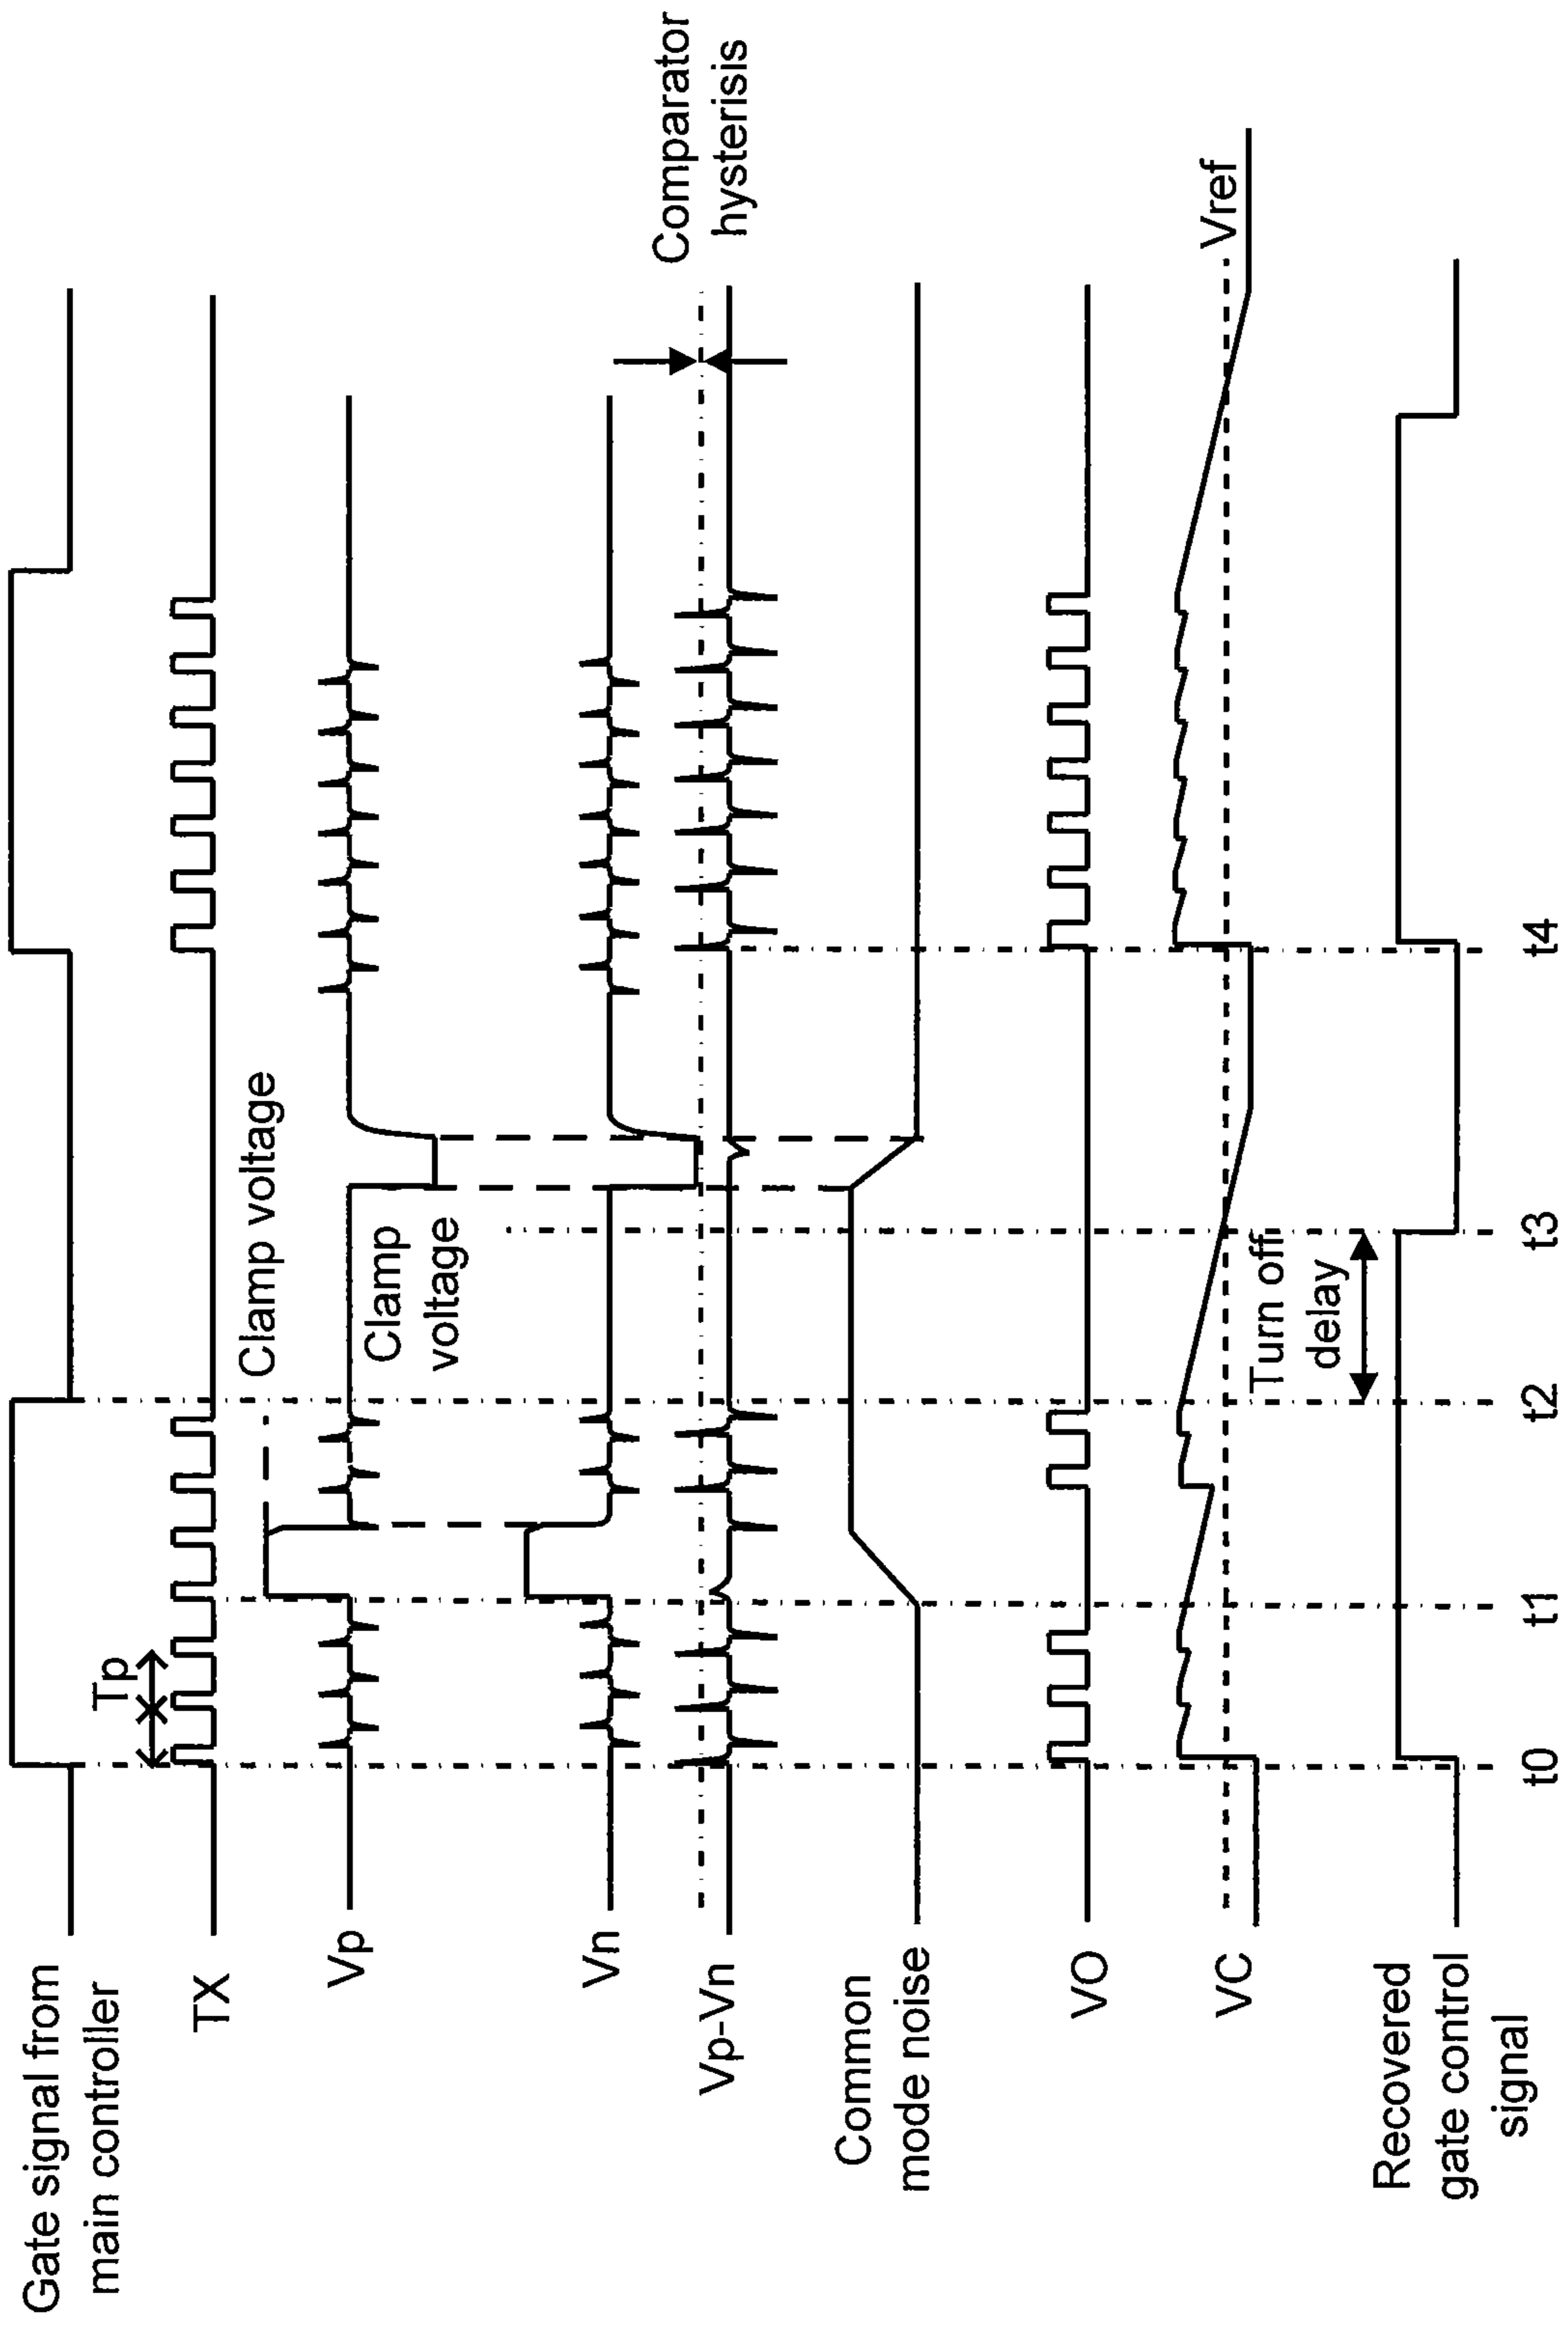 Gate signal from
main controller
TX
Tp
Clamp voltage
Vp
Clamp
voltage
Vn
Vp-Vn
Comparator
hysterisis
Common
mode noise
VO
VC
Vref
Turn off
delay
Recovered
gate control
signal
t0
t1
t2
t3
t4